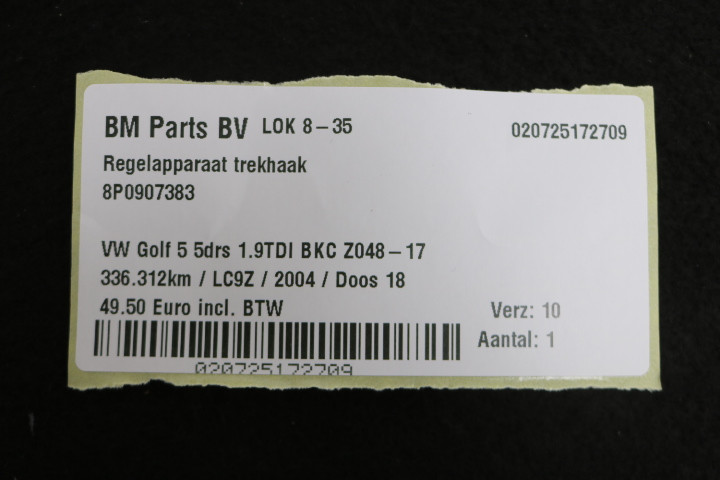 BM Parts BV LOK 8-35 020725172709
Regelapparaat trekhaak
8P0907383
VW Golf 5 5drs 1.9TDI BKC Z048-17
336.312km / LC9Z / 2004 / Doos 18
49.50 Euro incl. BTW Verz: 10
Aantal: 1
020725172709